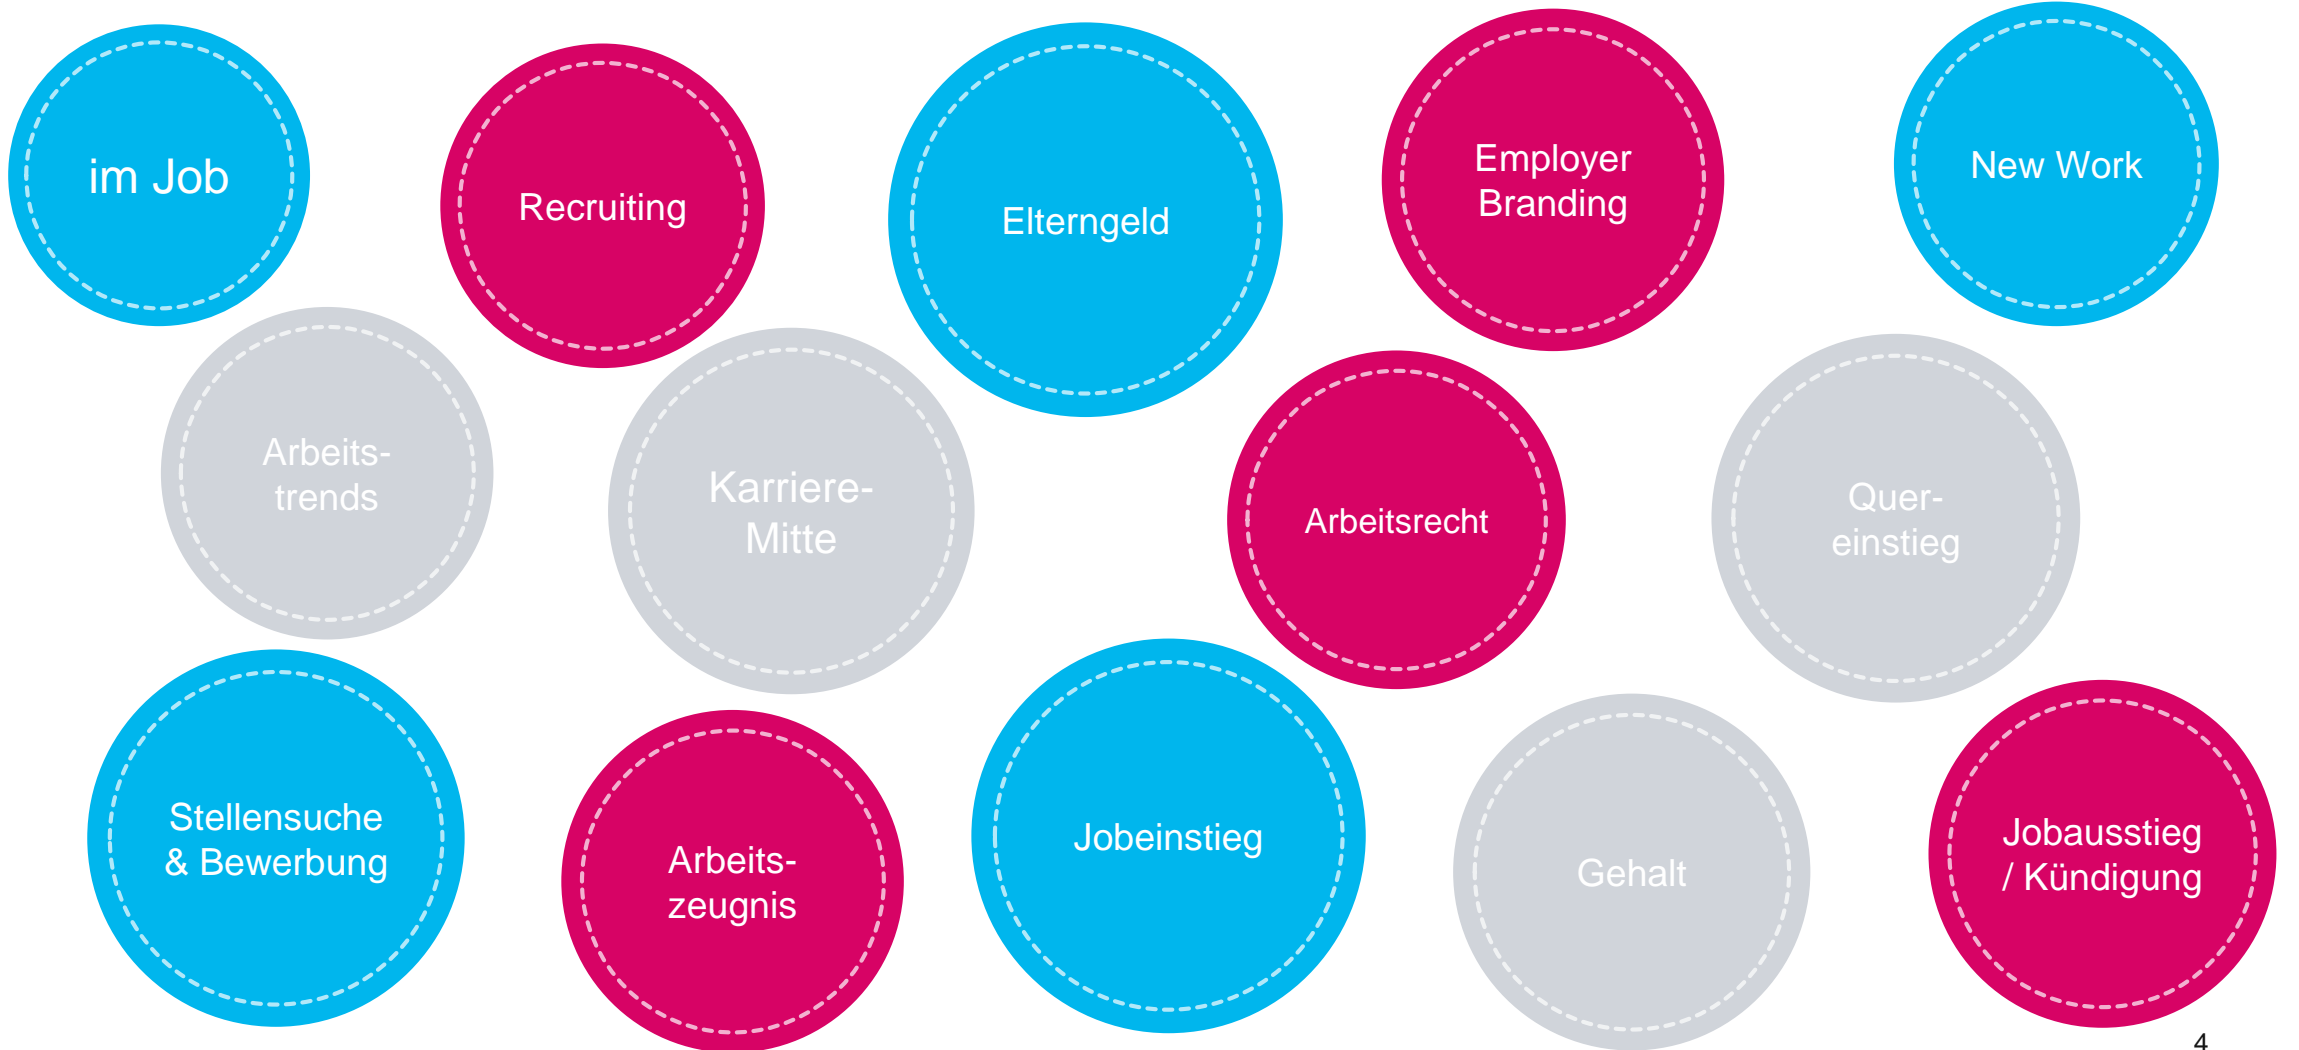 im Job
Recruiting
Elterngeld
Employer
Branding
New Work
Arbeits-
trends
Karriere-
Mitte
Arbeitsrecht
Quer-
einstieg
Stellensuche
& Bewerbung
Arbeits-
zeugnis
Jobeinstieg
Gehalt
Jobausstieg
/ Kündigung
4